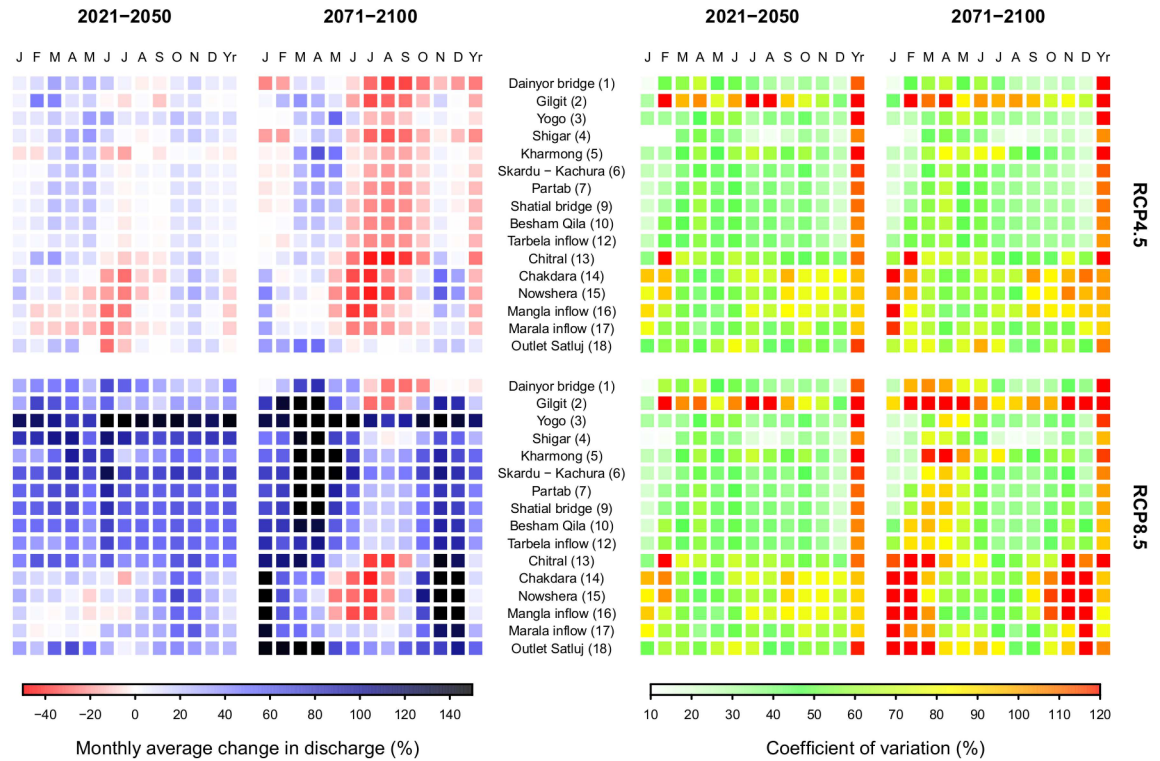 2021−2050 2071−2100 2021−2050 2071−2100
J F M A M J J A S O N D Yr J F M A M J J A S O N D Yr J F M A M J J A S O N D Yr J F M A M J J A S O N D Yr
Dainyor bridge (1)
Gilgit (2)
Yogo (3)
Shigar (4)
Kharmong (5)
Skardu − Kachura (6)
Partab (7)
Shatial bridge (9)
Besham Qila (10)
Tarbela inflow (12)
Chitral (13)
Chakdara (14)
Nowshera (15)
Mangla inflow (16)
Marala inflow (17)
Outlet Satluj (18)
RCP4.5
Dainyor bridge (1)
Gilgit (2)
Yogo (3)
Shigar (4)
Kharmong (5)
Skardu − Kachura (6)
Partab (7)
Shatial bridge (9)
Besham Qila (10)
Tarbela inflow (12)
Chitral (13)
Chakdara (14)
Nowshera (15)
Mangla inflow (16)
Marala inflow (17)
Outlet Satluj (18)
RCP8.5
−40 −20 0 20 40 60 80 100 120 140
Monthly average change in discharge (%)
10 20 30 40 50 60 70 80 90 100 110 120
Coefficient of variation (%)